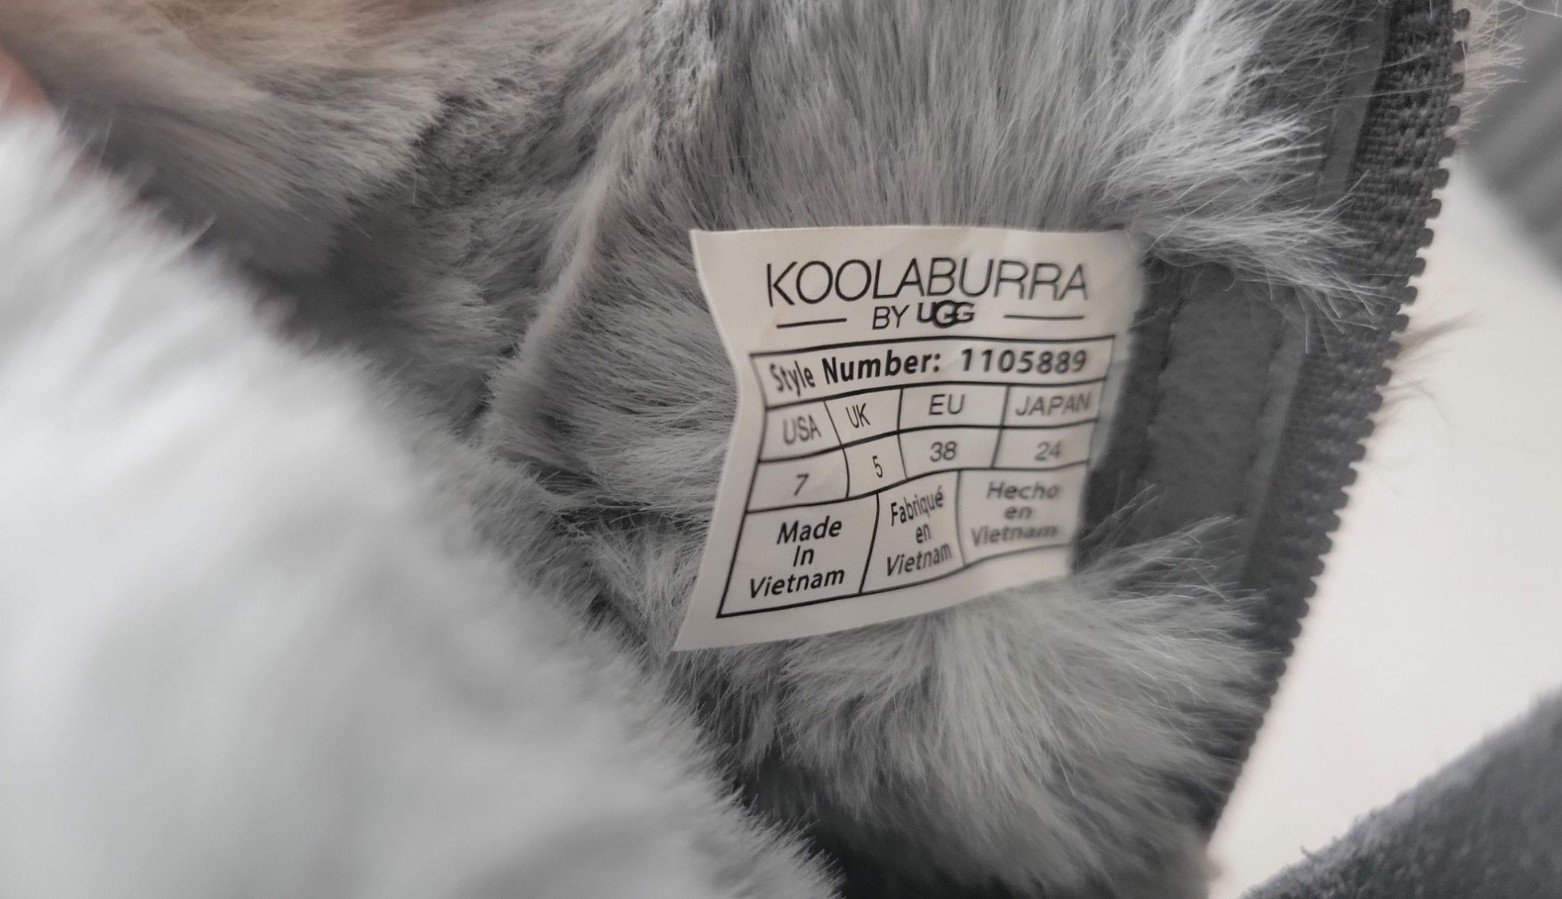 KOOLABURRA
BY UGG
Style Number: 1105889
USA UK EU JAPAN
7 5 38 24
Made In Vietnam
Fabriqué en Vietnam
Hecho en Vietnam